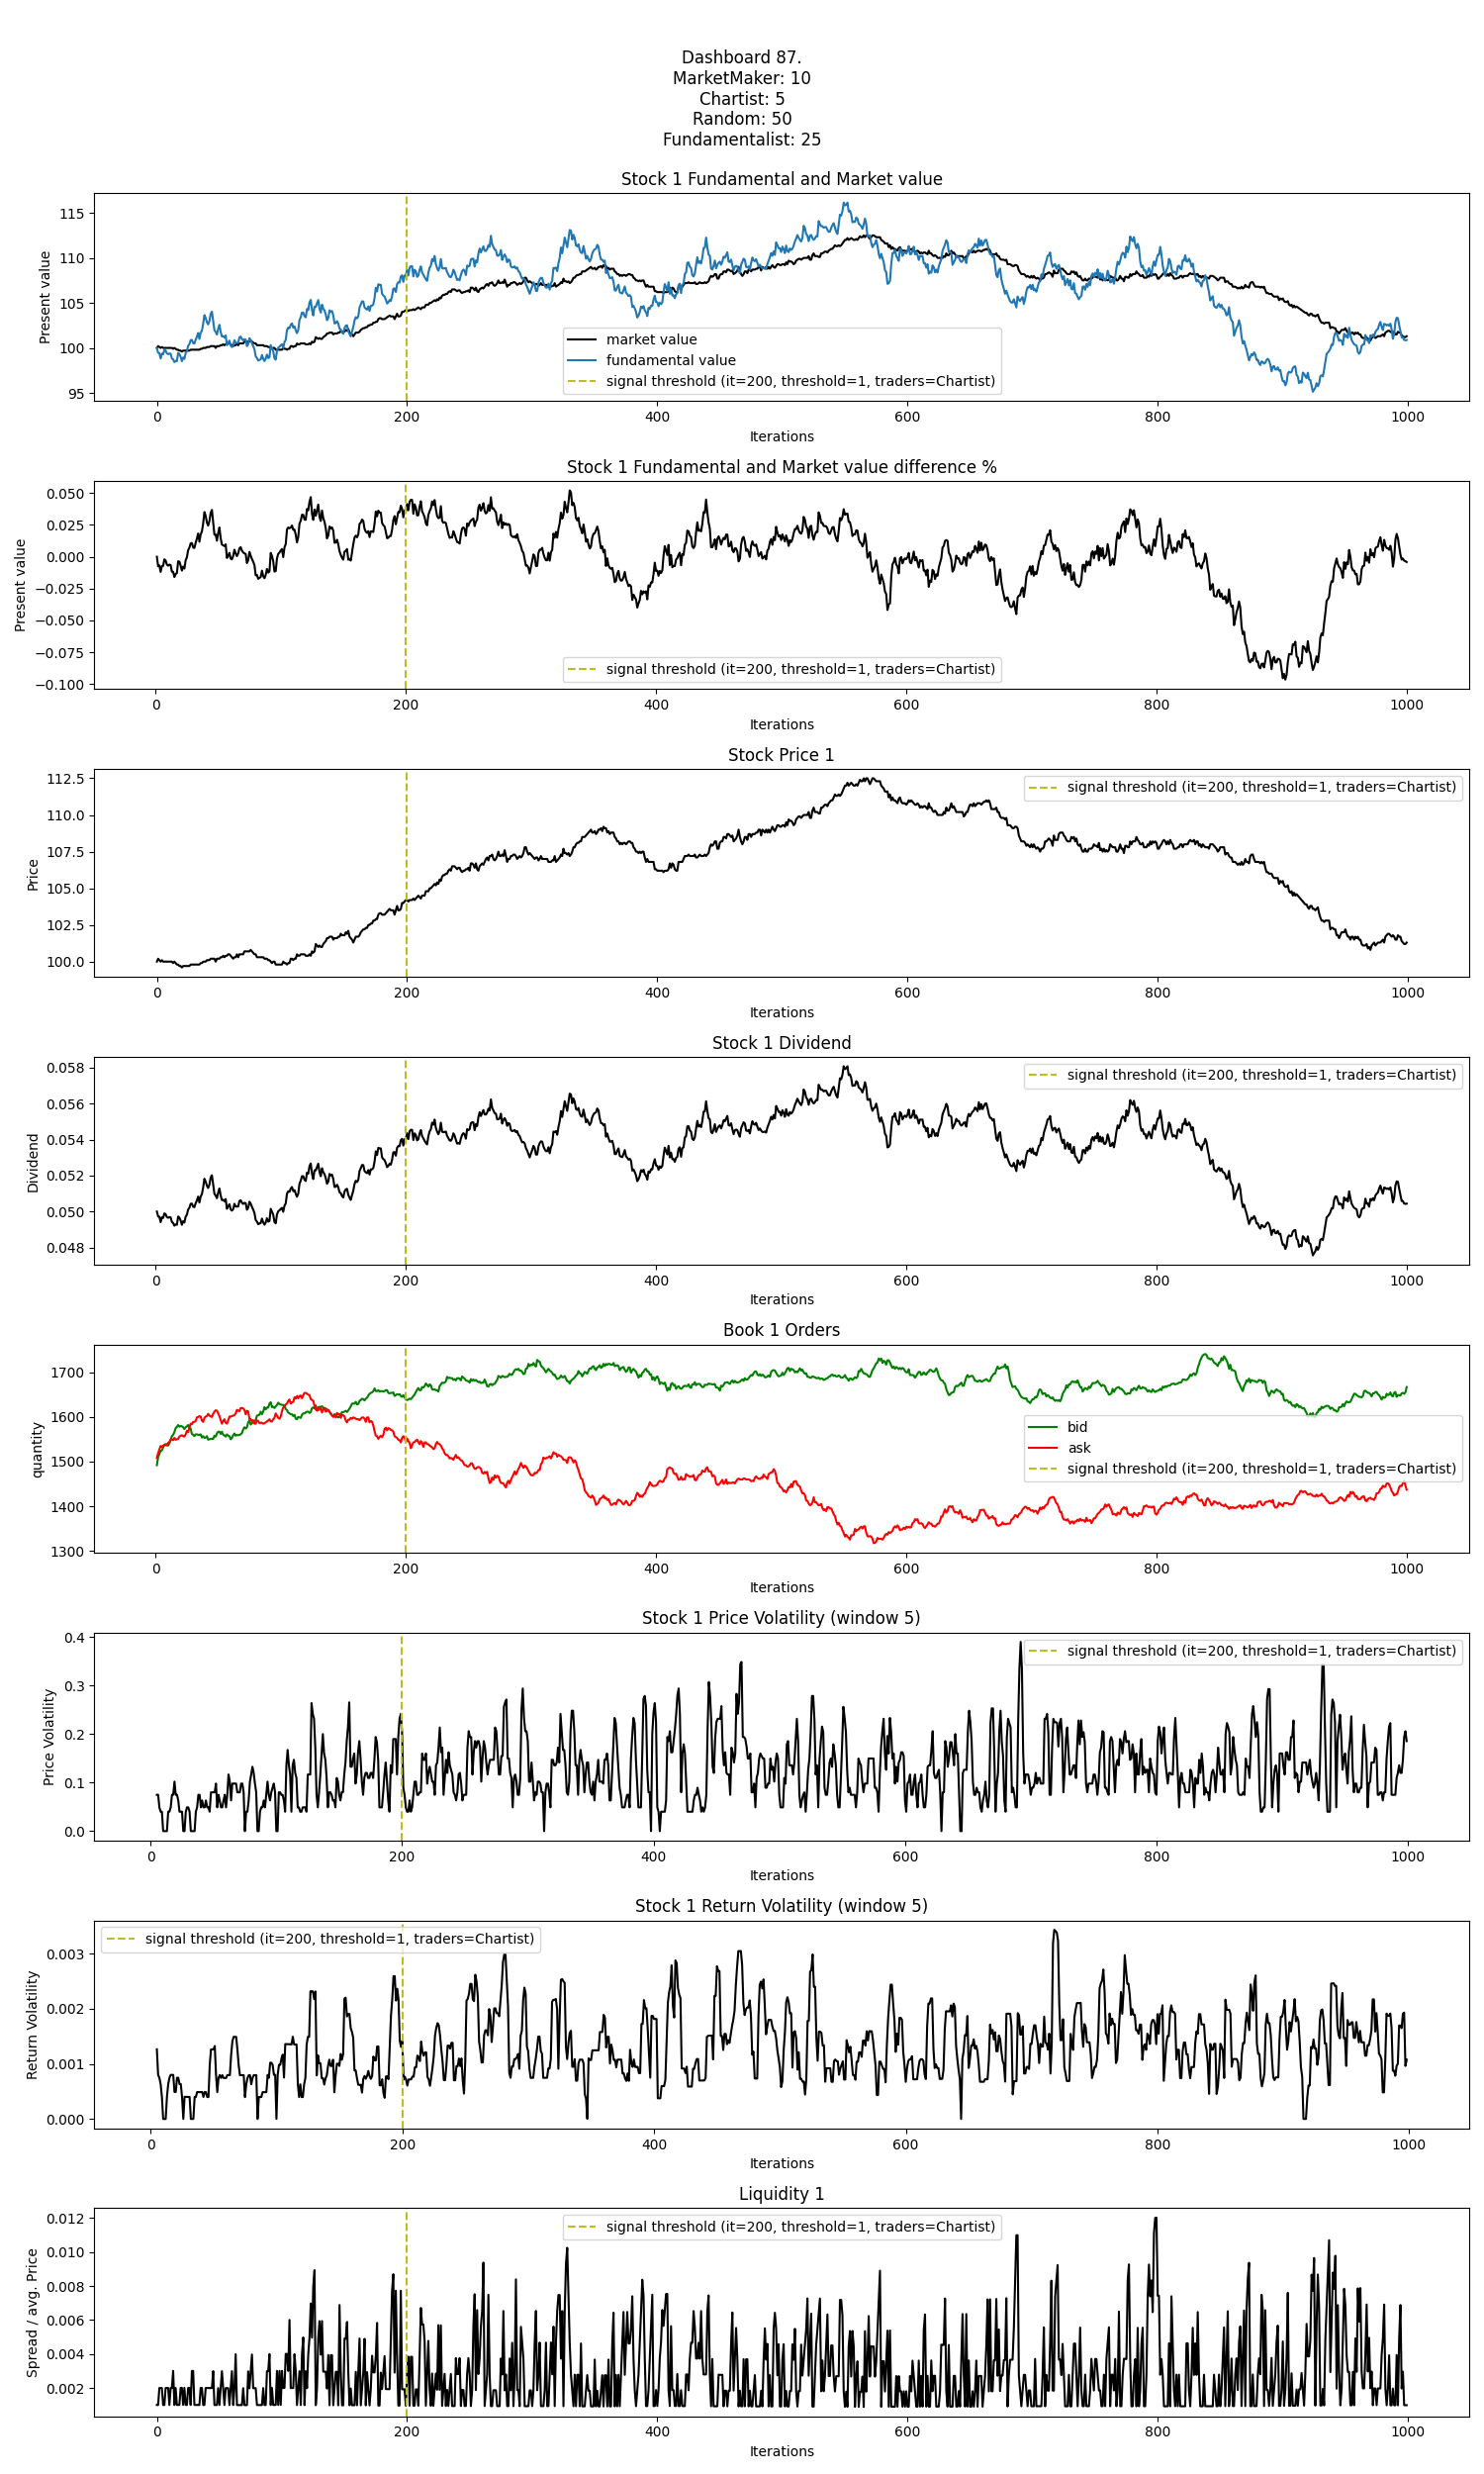 Dashboard 87.
MarketMaker: 10
Chartist: 5
Random: 50
Fundamentalist: 25
Stock 1 Fundamental and Market value
Present value
115
110
105
100
95
market value
fundamental value
signal threshold (it=200, threshold=1, traders=Chartist)
0 200 400 600 800 1000
Iterations
Stock 1 Fundamental and Market value difference %
Present value
0.050
0.025
0.000
−0.025
−0.050
−0.075
−0.100
signal threshold (it=200, threshold=1, traders=Chartist)
0 200 400 600 800 1000
Iterations
Stock Price 1
Price
112.5
110.0
107.5
105.0
102.5
100.0
signal threshold (it=200, threshold=1, traders=Chartist)
0 200 400 600 800 1000
Iterations
Stock 1 Dividend
Dividend
0.058
0.056
0.054
0.052
0.050
0.048
signal threshold (it=200, threshold=1, traders=Chartist)
0 200 400 600 800 1000
Iterations
Book 1 Orders
quantity
1700
1600
1500
1400
1300
bid
ask
signal threshold (it=200, threshold=1, traders=Chartist)
0 200 400 600 800 1000
Iterations
Stock 1 Price Volatility (window 5)
Price Volatility
0.4
0.3
0.2
0.1
0.0
signal threshold (it=200, threshold=1, traders=Chartist)
0 200 400 600 800 1000
Iterations
Stock 1 Return Volatility (window 5)
Return Volatility
0.003
0.002
0.001
0.000
signal threshold (it=200, threshold=1, traders=Chartist)
0 200 400 600 800 1000
Iterations
Liquidity 1
Spread / avg. Price
0.012
0.010
0.008
0.006
0.004
0.002
signal threshold (it=200, threshold=1, traders=Chartist)
0 200 400 600 800 1000
Iterations